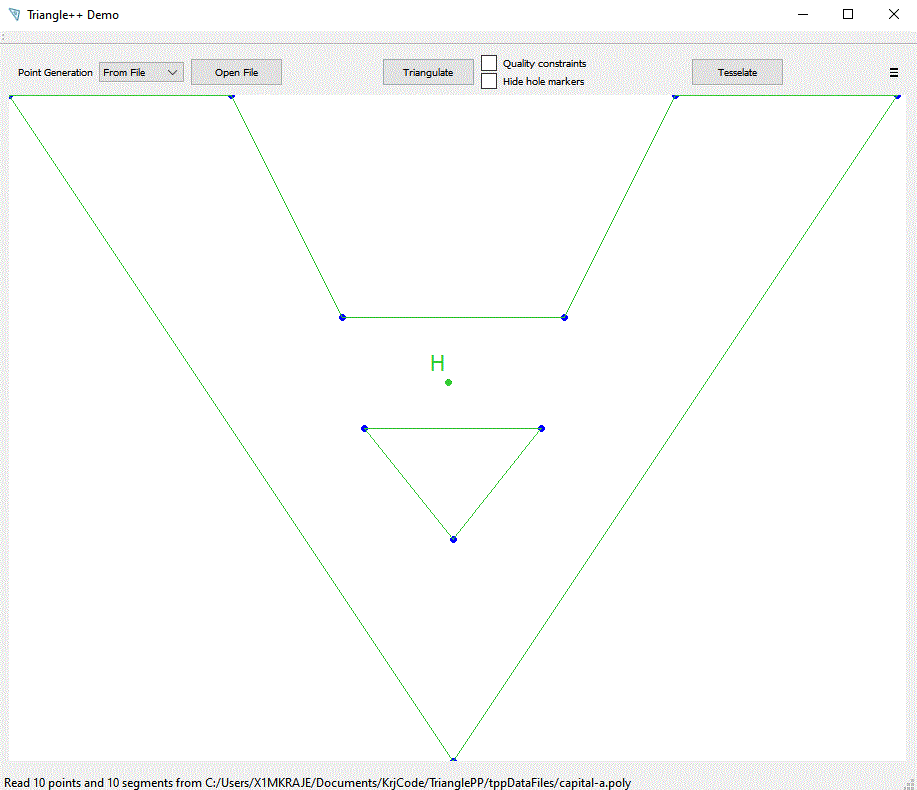 Triangle++ Demo
Point Generation From File Open File Triangulate Quality constraints Tesselate
Hide hole markers
H
Read 10 points and 10 segments from C:/Users/X1MKRAJE/Documents/KrjCode/TrianglePP/tppDataFiles/capital-a.poly